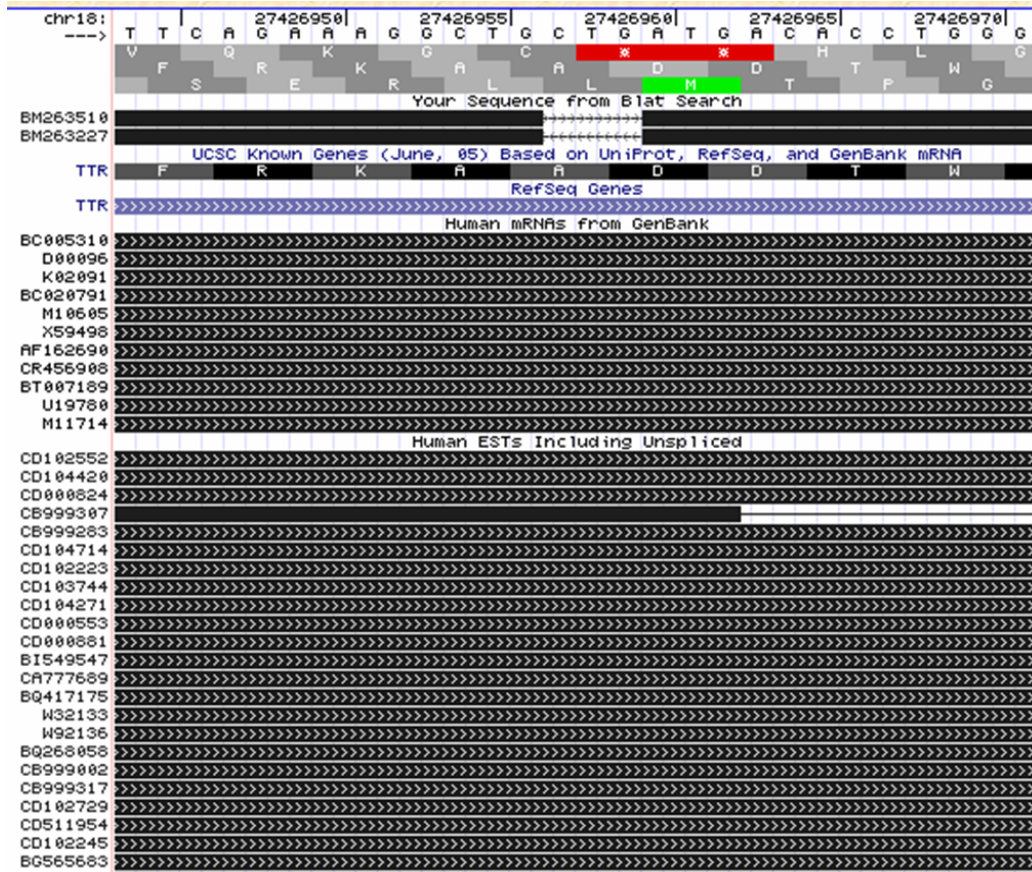 chr18: 27426950| 27426955| 27426960| 27426965| 27426970|
---> T T C A G A A A G G C T G C T G A T G A C A C C T G G G
V Q K G C * * H L G
F R K A A D D T W
S E R L L M T P G
Your Sequence from Blat Search
BM263510
BM263227
UCSC Known Genes (June, 05) Based on UniProt, RefSeq, and GenBank mRNA
TTR F R K A A D D T W
RefSeq Genes
TTR
Human mRNAs from GenBank
BC005310
D00096
K02091
BC020791
M10605
X59498
AF162690
CR456908
BT007189
U19780
M11714
Human ESTs Including Unspliced
CD102552
CD104420
CD000824
CB999307
CB999283
CD104714
CD102223
CD103744
CD104271
CD000553
CD000881
BI549547
CA777689
BQ417175
W32133
W92136
BQ268058
CB999002
CB999317
CD102729
CD511954
CD102245
BG565683